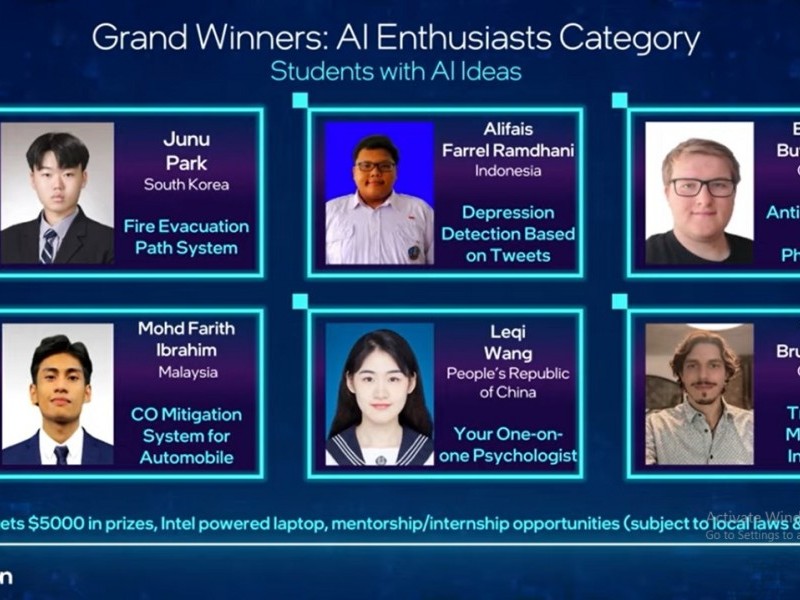 Grand Winners: AI Enthusiasts Category
Students with AI Ideas
Junu
Park
South Korea
Fire Evacuation
Path System
Alifais
Farrel Ramdhani
Indonesia
Depression
Detection Based
on Tweets
Mohd Farith
Ibrahim
Malaysia
CO Mitigation
System for
Automobile
Leqi
Wang
People's Republic
of China
Your One-on-
one Psychologist
$5000 in prizes, Intel powered laptop, mentorship/internship opportunities (subject to local laws &
Activate
Go to Settings to